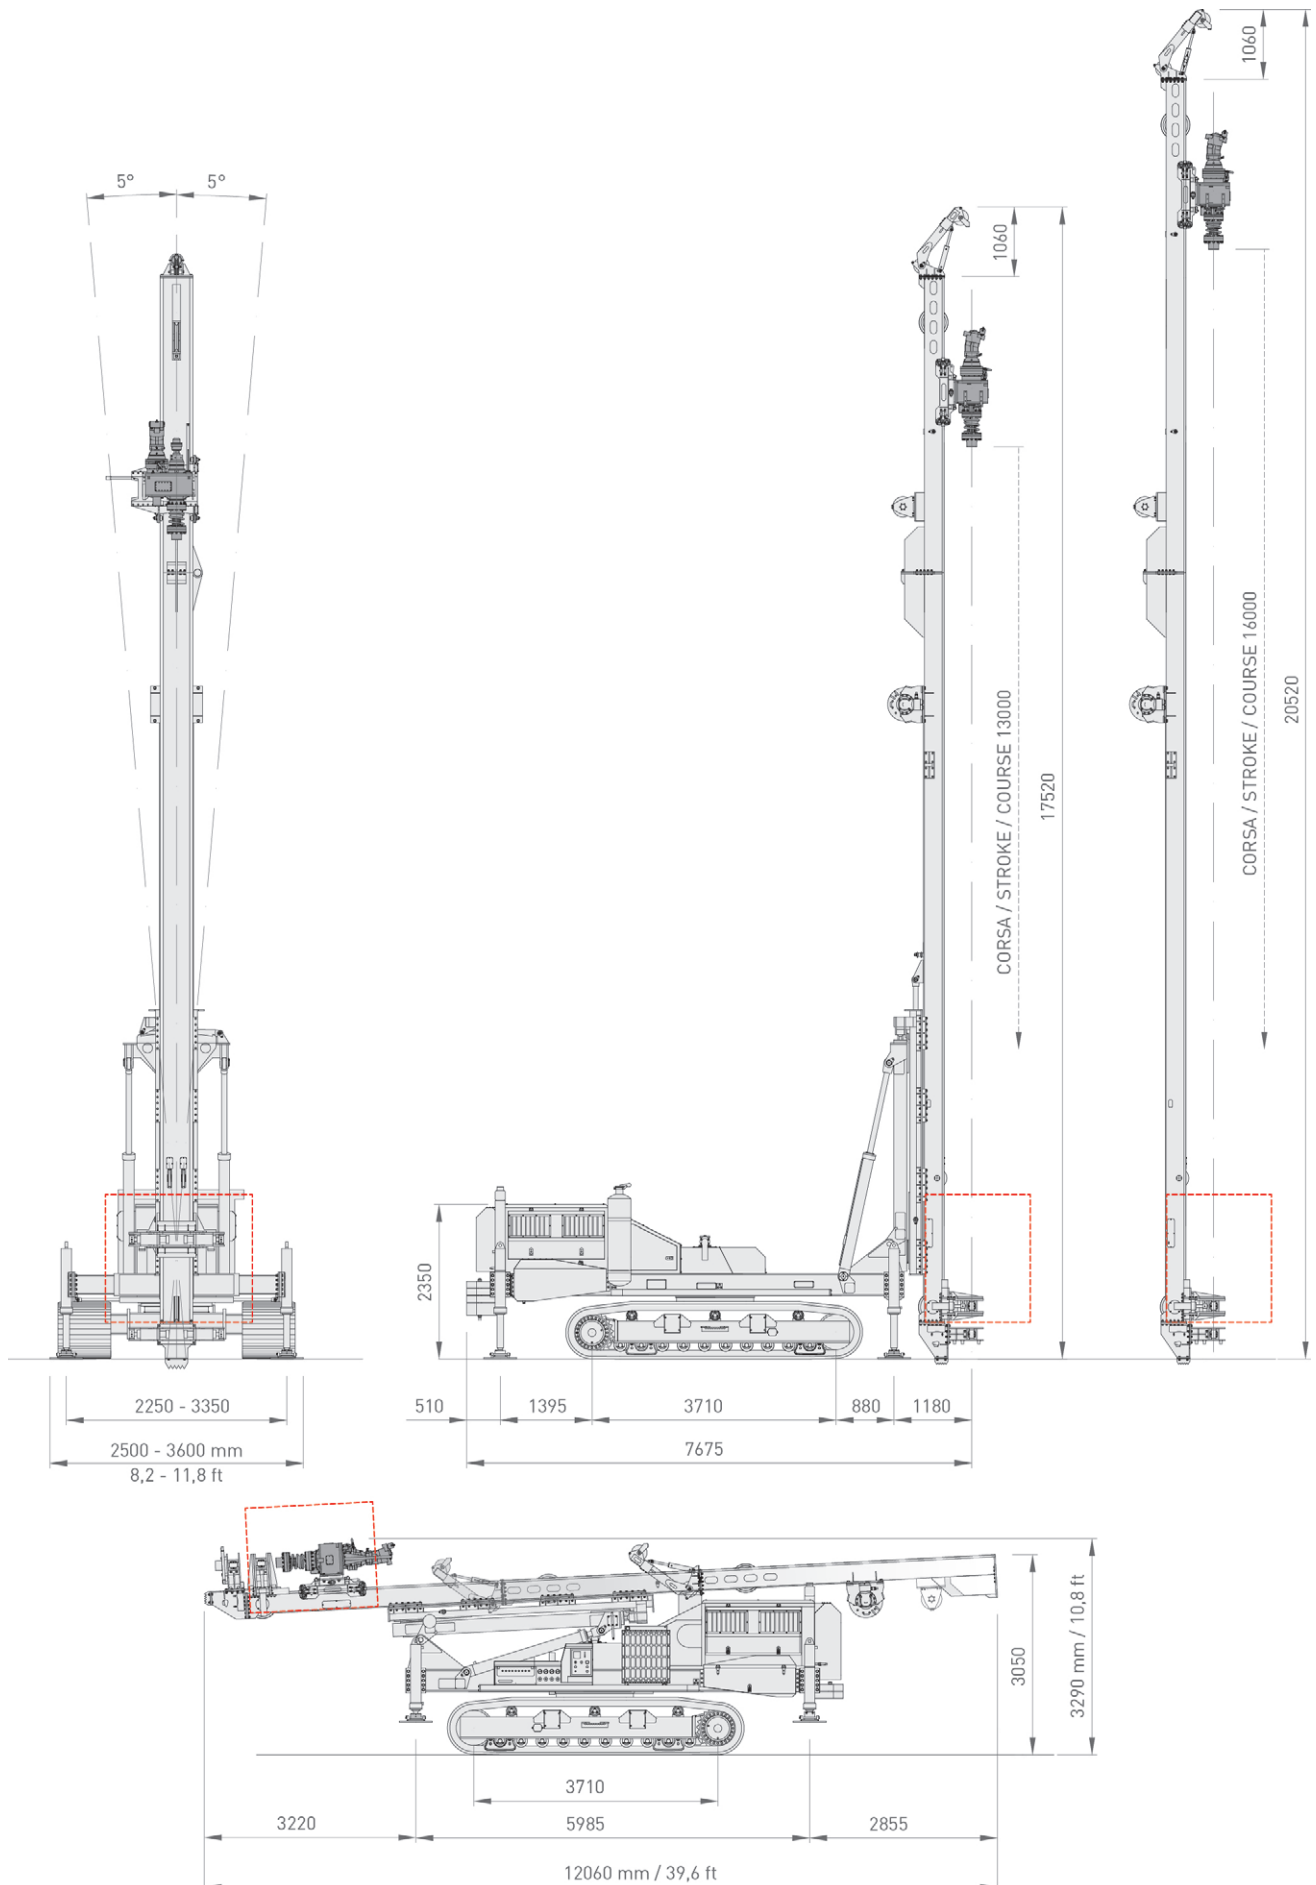 1060
5°
5°
1060
CORSA / STROKE / COURSE 13000
17520
CORSA / STROKE / COURSE 16000
20520
2350
2250 - 3350
510
1395
3710
880
1180
2500 - 3600 mm
8,2 - 11,8 ft
7675
3050
3290 mm / 10,8 ft
3710
3220
5985
2855
12060 mm / 39,6 ft